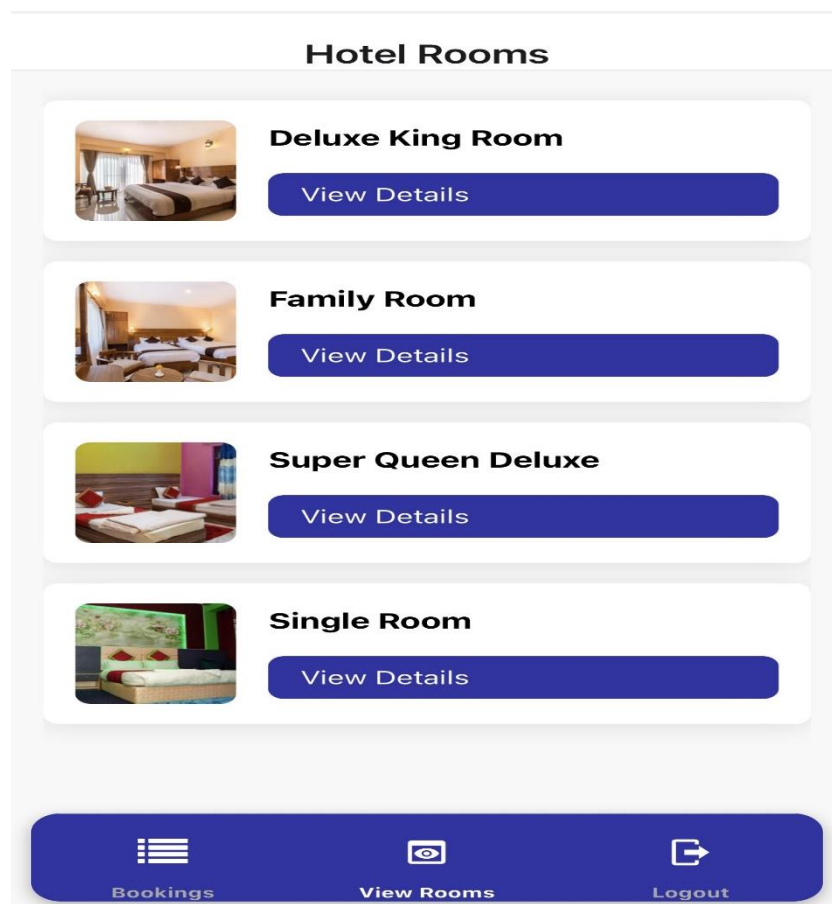 Hotel Rooms
Deluxe King Room
View Details
Family Room
View Details
Super Queen Deluxe
View Details
Single Room
View Details
Bookings View Rooms Logout